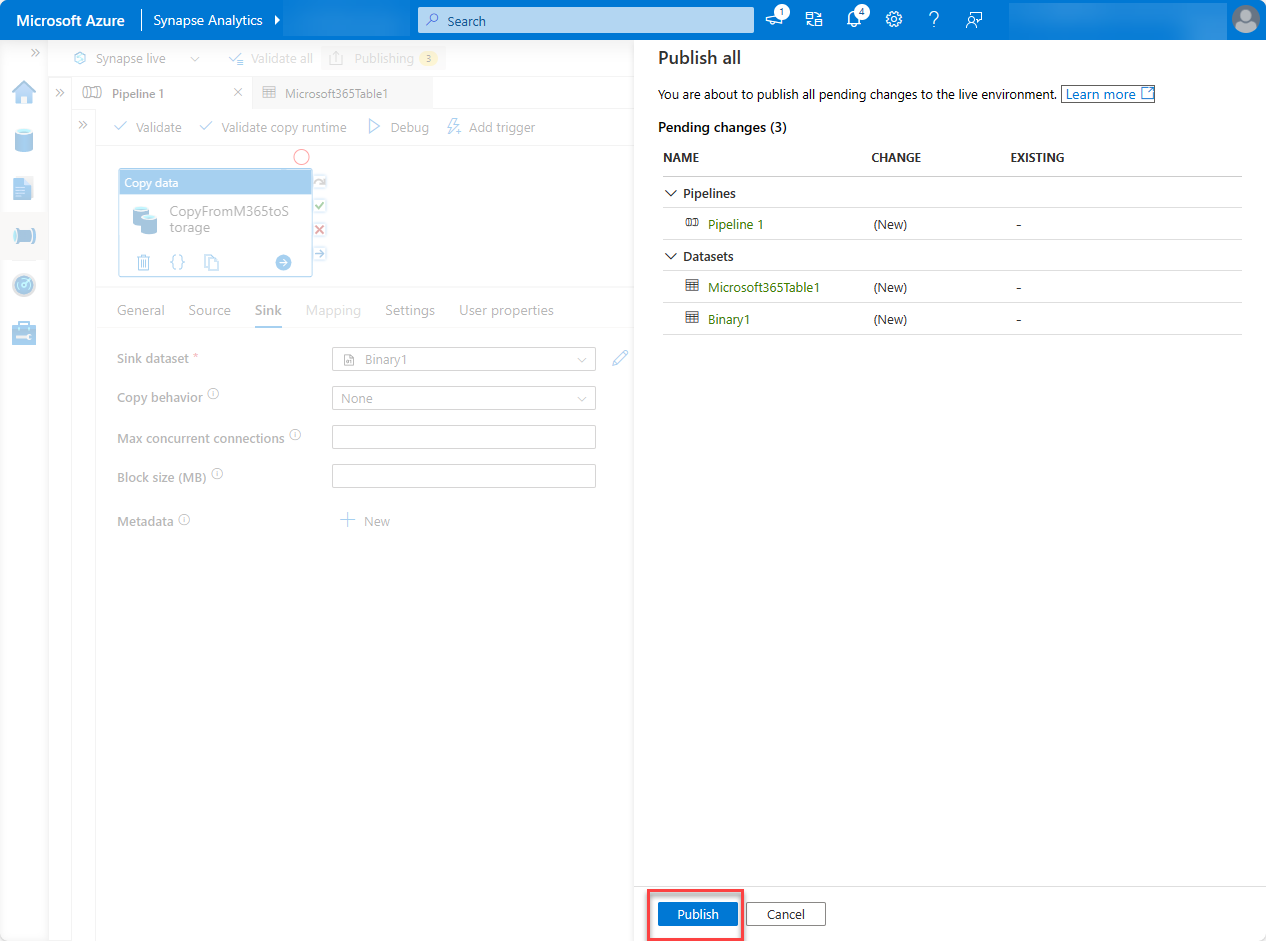 Microsoft Azure
Synapse Analytics
Search
1
4
Synapse live
Validate all
Publishing 3
Pipeline 1
Microsoft365Table1
Validate
Validate copy runtime
Debug
Add trigger
Copy data
CopyFromM365toS
torage
General
Source
Sink
Mapping
Settings
User properties
Sink dataset *
Binary1
Copy behavior
None
Max concurrent connections
Block size (MB)
Metadata
New
Publish all
You are about to publish all pending changes to the live environment. Learn more
Pending changes (3)
NAME CHANGE EXISTING
Pipelines
Pipeline 1 (New) -
Datasets
Microsoft365Table1 (New) -
Binary1 (New) -
Publish
Cancel